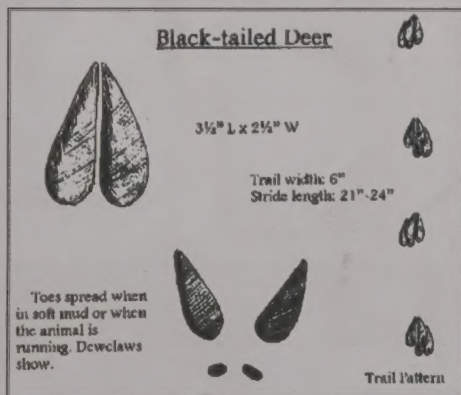 Black-tailed Deer
3½" L x 2½" W
Trail width: 6"
Stride length: 21"-24"
Toes spread when
in soft mud or when
the animal is
running. Dewclaws
show.
Trail Pattern